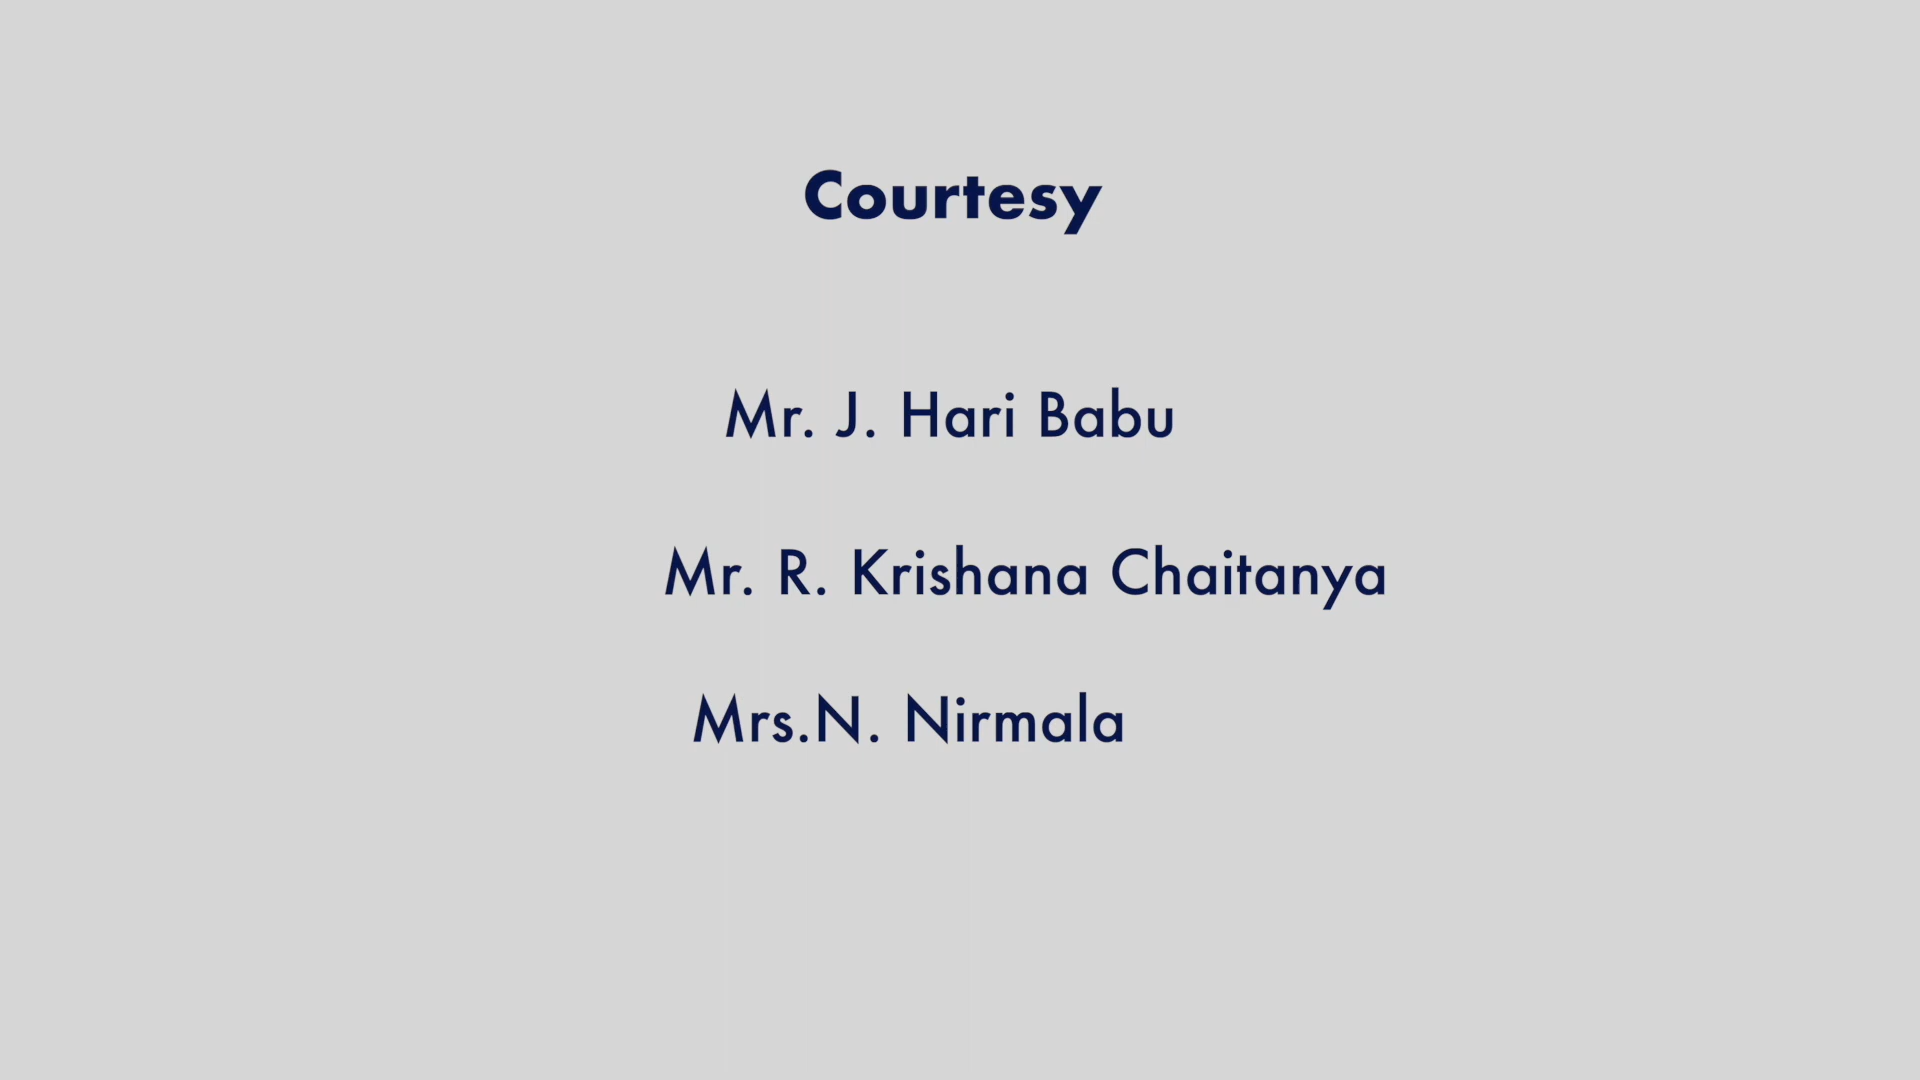 Courtesy
Mr. J. Hari Babu
Mr. R. Krishana Chaitanya
Mrs.N. Nirmala